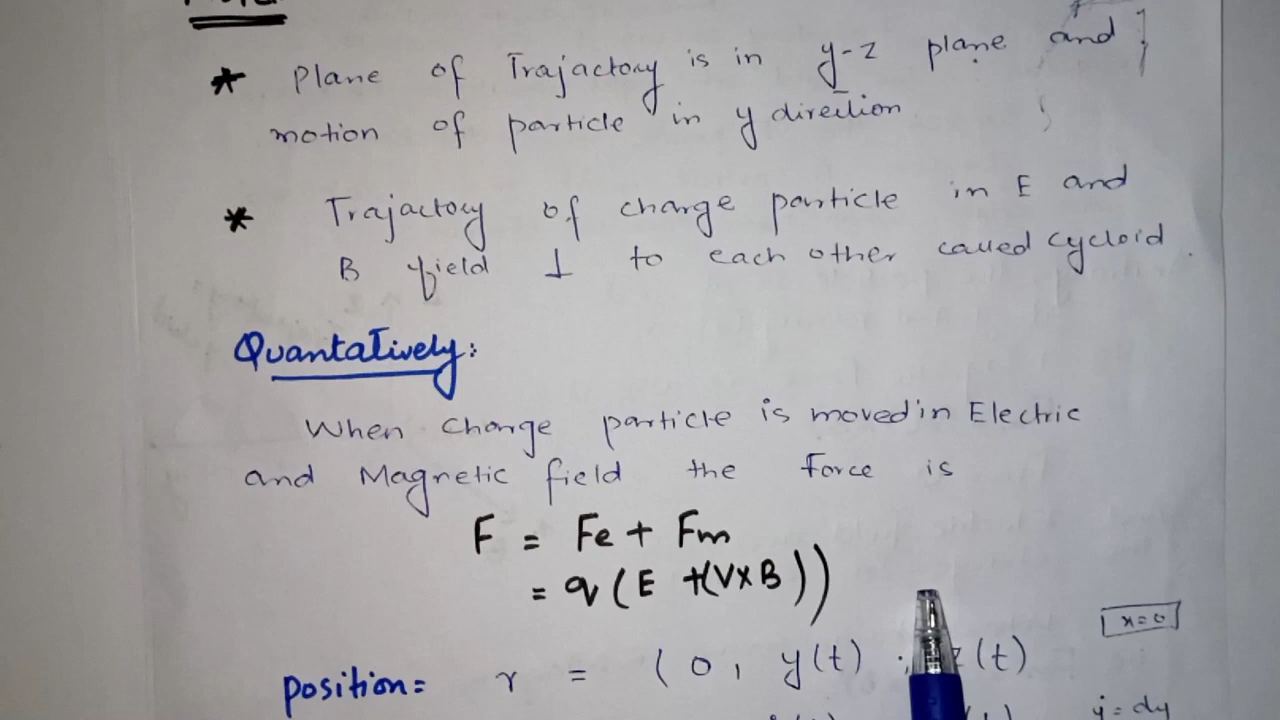 * Plane of Trajactory is in y-z plane and
motion of particle in y direction
* Trajactory of charge particle in E and
B field ⊥ to each other called cycloid.
Quantatively:
When charge particle is moved in Electric
and Magnetic field the force is
F = Fe + Fm
= q (E +(V×B))
x=0
position= r = (0, y(t), z(t)
ẏ = dy